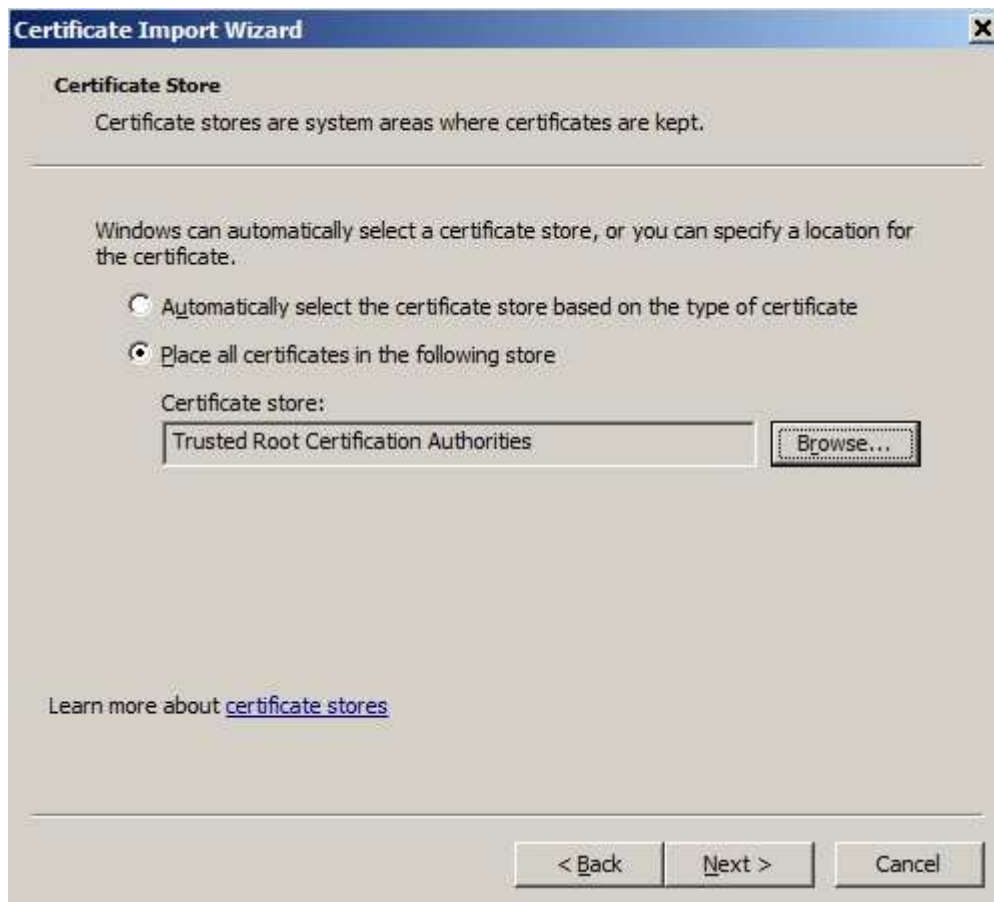 Certificate Import Wizard
Certificate Store
Certificate stores are system areas where certificates are kept.
Windows can automatically select a certificate store, or you can specify a location for
the certificate.
Automatically select the certificate store based on the type of certificate
Place all certificates in the following store
Certificate store:
Trusted Root Certification Authorities
Browse...
Learn more about certificate stores
< Back
Next >
Cancel